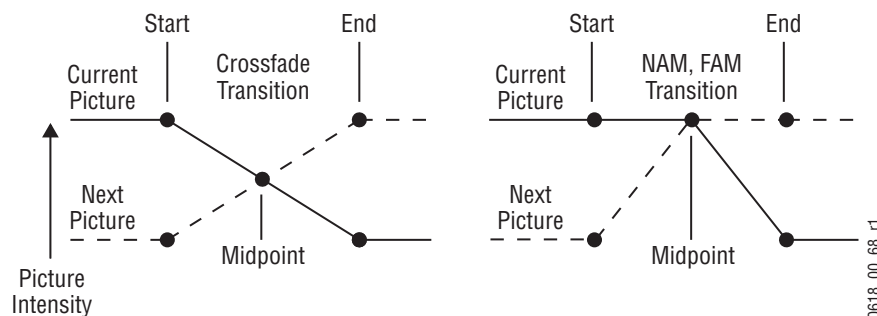 Start
End
Current
Picture
Crossfade
Transition
Next
Picture
Midpoint
Picture
Intensity
Start
End
Current
Picture
NAM, FAM
Transition
Next
Picture
Midpoint
0618_00_68_r1